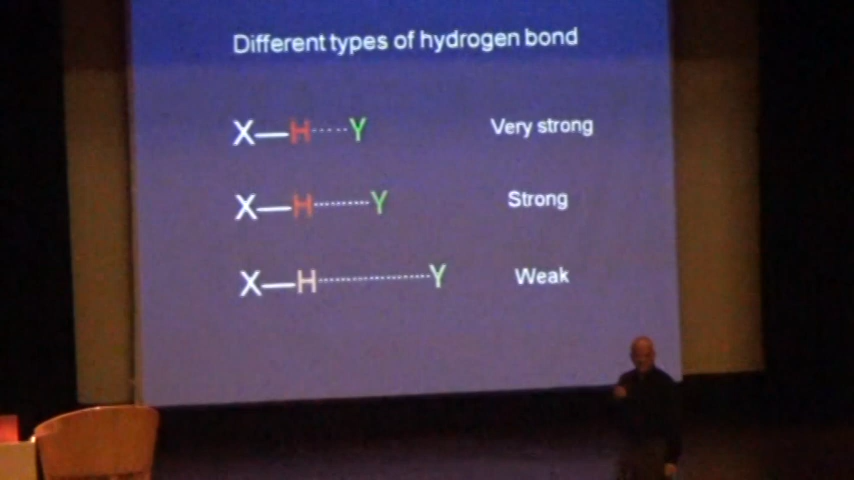 Different types of hydrogen bond
X—H·····Y Very strong
X—H·········Y Strong
X—H··················Y Weak